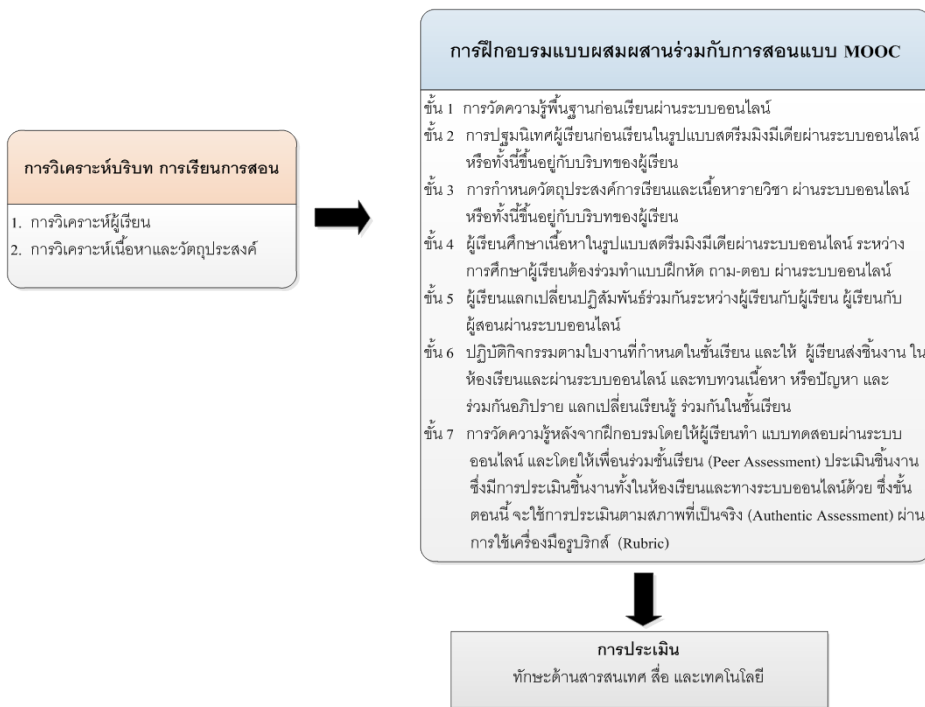 การวิเคราะห์บริบท การเรียนการสอน
1. การวิเคราะห์ผู้เรียน
2. การวิเคราะห์เนื้อหาและวัตถุประสงค์
การฝึกอบรมแบบผสมผสานร่วมกับการสอนแบบ MOOC
ขั้น 1 การวัดความรู้พื้นฐานก่อนเรียนผ่านระบบออนไลน์
ขั้น 2 การปฐมนิเทศผู้เรียนก่อนเรียนในรูปแบบสตรีมมิงมีเดียผ่านระบบออนไลน์
หรือทั้งนี้ขึ้นอยู่กับบริบทของผู้เรียน
ขั้น 3 การกำหนดวัตถุประสงค์การเรียนและเนื้อหารายวิชา ผ่านระบบออนไลน์
หรือทั้งนี้ขึ้นอยู่กับบริบทของผู้เรียน
ขั้น 4 ผู้เรียนศึกษาเนื้อหาในรูปแบบสตรีมมิงมีเดียผ่านระบบออนไลน์ ระหว่าง
การศึกษาผู้เรียนต้องร่วมทำแบบฝึกหัด ถาม-ตอบ ผ่านระบบออนไลน์
ขั้น 5 ผู้เรียนแลกเปลี่ยนปฏิสัมพันธ์ร่วมกันระหว่างผู้เรียนกับผู้เรียน ผู้เรียนกับ
ผู้สอนผ่านระบบออนไลน์
ขั้น 6 ปฏิบัติกิจกรรมตามใบงานที่กำหนดในชั้นเรียน และให้ ผู้เรียนส่งชิ้นงาน ใน
ห้องเรียนและผ่านระบบออนไลน์ และทบทวนเนื้อหา หรือปัญหา และ
ร่วมกันอภิปราย แลกเปลี่ยนเรียนรู้ ร่วมกันในชั้นเรียน
ขั้น 7 การวัดความรู้หลังจากฝึกอบรมโดยให้ผู้เรียนทำ แบบทดสอบผ่านระบบ
ออนไลน์ และโดยให้เพื่อนร่วมชั้นเรียน (Peer Assessment) ประเมินชิ้นงาน
ซึ่งมีการประเมินชิ้นงานทั้งในห้องเรียนและทางระบบออนไลน์ด้วย ซึ่งขั้น
ตอนนี้ จะใช้การประเมินตามสภาพที่เป็นจริง (Authentic Assessment) ผ่าน
การใช้เครื่องมือรูบริกส์ (Rubric)
การประเมิน
ทักษะด้านสารสนเทศ สื่อ และเทคโนโลยี